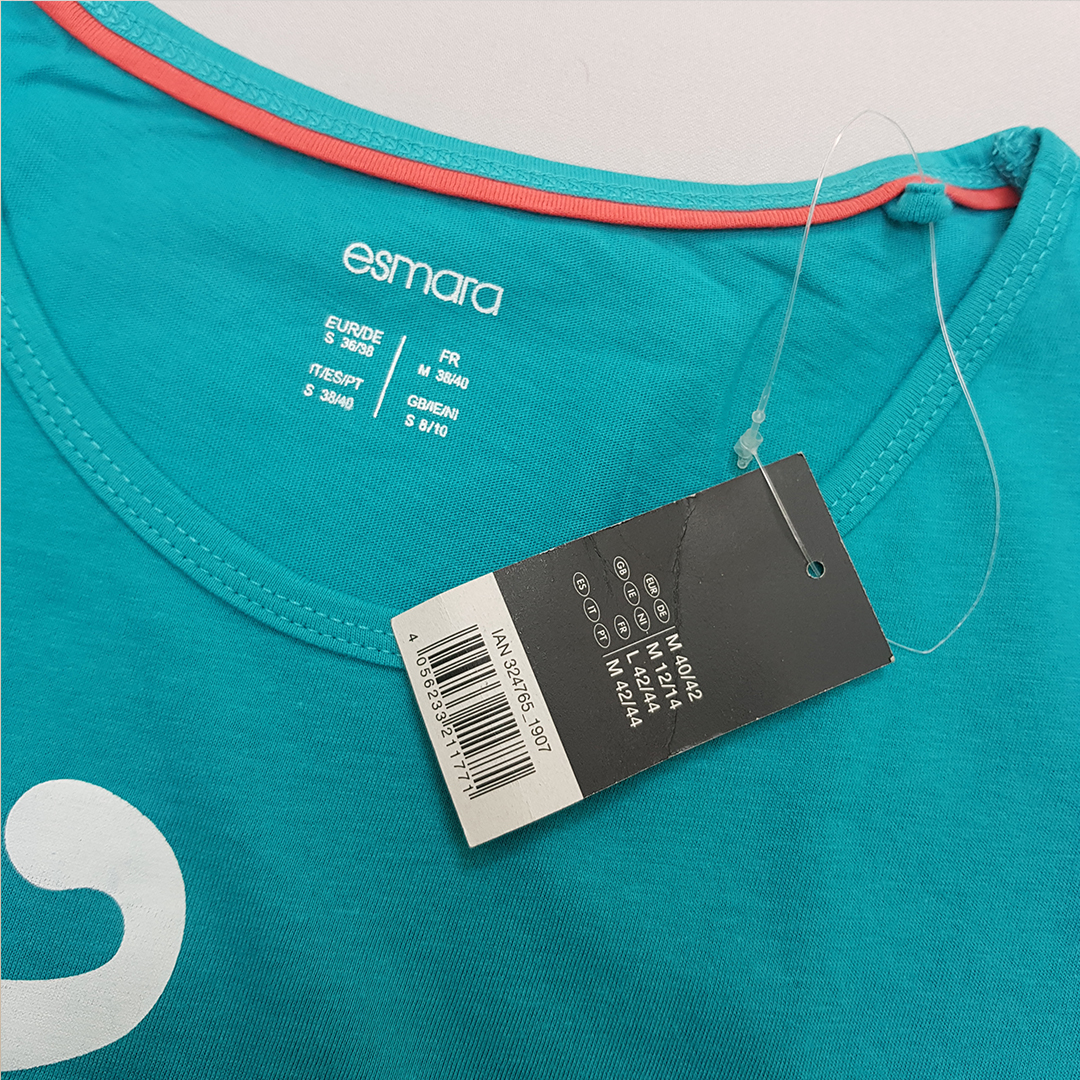 esmara
EUR/DE
S 36/38
IT/ES/PT
S 38/40
FR
M 38/40
GB/IE/NI
S 8/10
EUR DE M 40/42
GB IE NI M 12/14
FR L 42/44
ES IT PT M 42/44
IAN 324765_1907
4 056233 211771